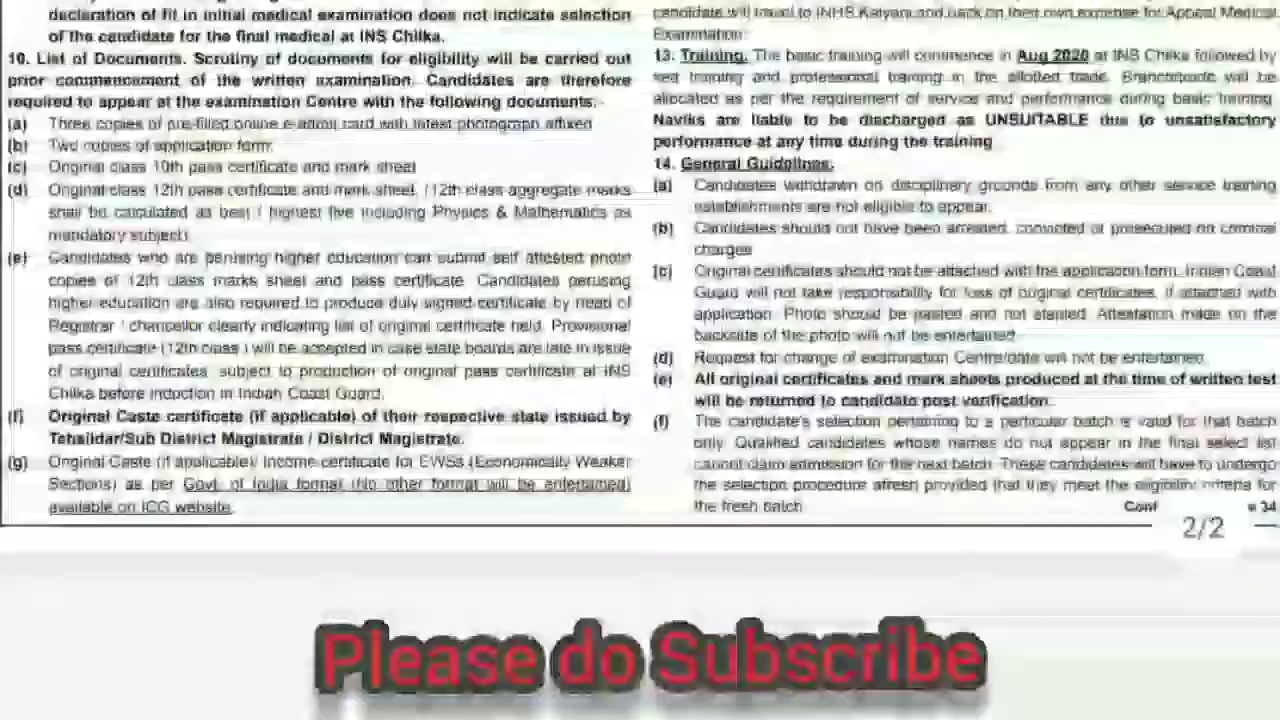 declaration of fit in initial medical examination does not indicate selection
of the candidate for the final medical at INS Chilka.
10. List of Documents. Scrutiny of documents for eligibility will be carried out
prior commencement of the written examination. Candidates are therefore
required to appear at the examination Centre with the following documents:-
(a) Three copies of pre-filled online e-admit card with latest photograph affixed
(b) Two copies of application form.
(c) Original class 10th pass certificate and mark sheet
(d) Original class 12th pass certificate and mark sheet. (12th class aggregate marks
shall be calculated as best / highest five including Physics & Mathematics as
mandatory subject)
(e) Candidates who are perusing higher education can submit self attested photo
copies of 12th class marks sheet and pass certificate. Candidates perusing
higher education are also required to produce duly signed certificate by head of
Registrar / chancellor clearly indicating list of original certificate held. Provisional
pass certificate (12th class ) will be accepted in case state boards are late in issue
of original certificates, subject to production of original pass certificate at INS
Chilka before induction in Indian Coast Guard.
(f) Original Caste certificate (if applicable) of their respective state issued by
Tehsildar/Sub District Magistrate / District Magistrate.
(g) Original Caste (if applicable)/ Income certificate for EWSs (Economically Weaker
Sections) as per Govt. of India format (No other format will be entertained)
available on ICG website.
candidate will travel to INHS Kalyani and back on their own expense for Appeal Medical
Examination.
13. Training. The basic training will commence in Aug 2020 at INS Chilka followed by
sea training and professional training in the allotted trade. Branch/trade will be
allocated as per the requirement of service and performance during basic training.
Naviks are liable to be discharged as UNSUITABLE due to unsatisfactory
performance at any time during the training
14. General Guidelines.
(a) Candidates withdrawn on disciplinary grounds from any other service training
establishments are not eligible to appear.
(b) Candidates should not have been arrested, convicted or prosecuted on criminal
charges
(c) Original certificates should not be attached with the application form. Indian Coast
Guard will not take responsibility for loss of original certificates, if attached with
application. Photo should be pasted and not stapled. Attestation made on the
backside of the photo will not be entertained
(d) Request for change of examination Centre/date will not be entertained.
(e) All original certificates and mark sheets produced at the time of written test
will be returned to candidate post verification.
(f) The candidate's selection pertaining to a particular batch is valid for that batch
only. Qualified candidates whose names do not appear in the final select list
cannot claim admission for the next batch. These candidates will have to undergo
the selection procedure afresh provided that they meet the eligibility criteria for
the fresh batch
34
2/2
Please do Subscribe